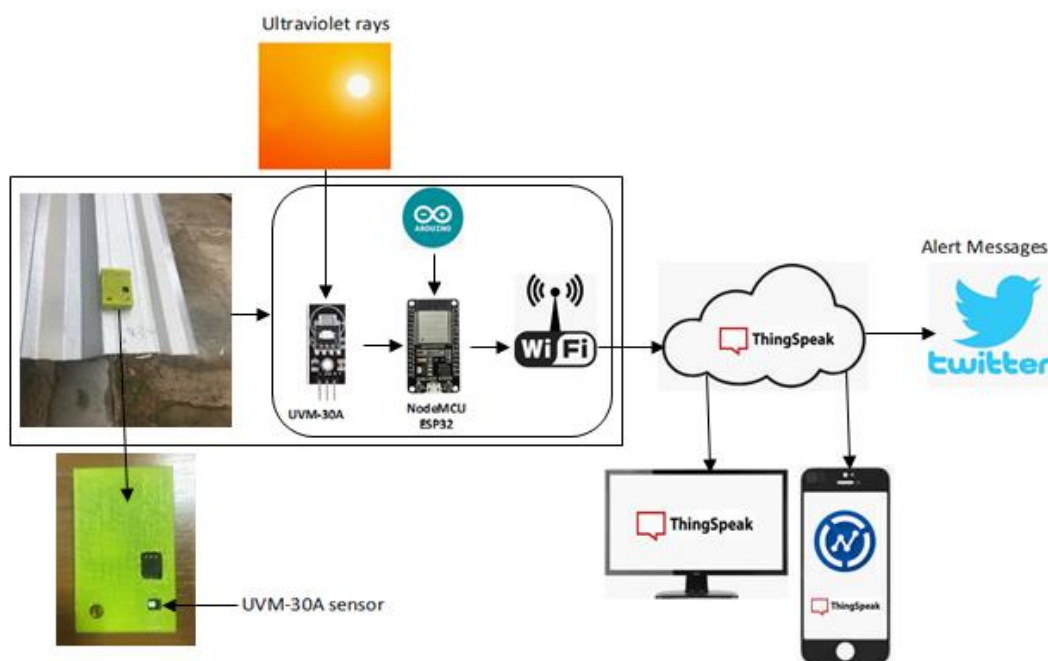 Ultraviolet rays
ARDUINO
UVM-30A
NodeMCU
ESP32
WiFi
ThingSpeak
Alert Messages
twitter
ThingSpeak
ThingSpeak
UVM-30A sensor